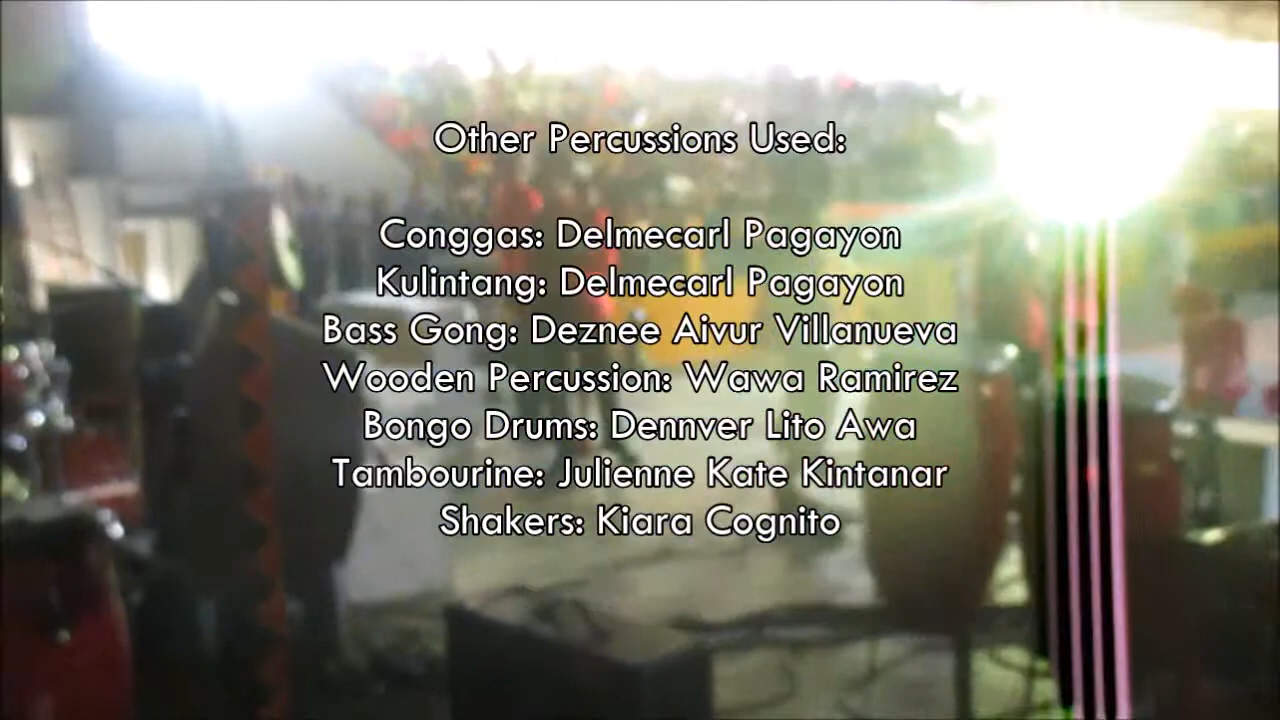 Other Percussions Used:
Conggas: Delmecarl Pagayon
Kulintang: Delmecarl Pagayon
Bass Gong: Deznee Aivur Villanueva
Wooden Percussion: Wawa Ramirez
Bongo Drums: Dennver Lito Awa
Tambourine: Julienne Kate Kintanar
Shakers: Kiara Cognito